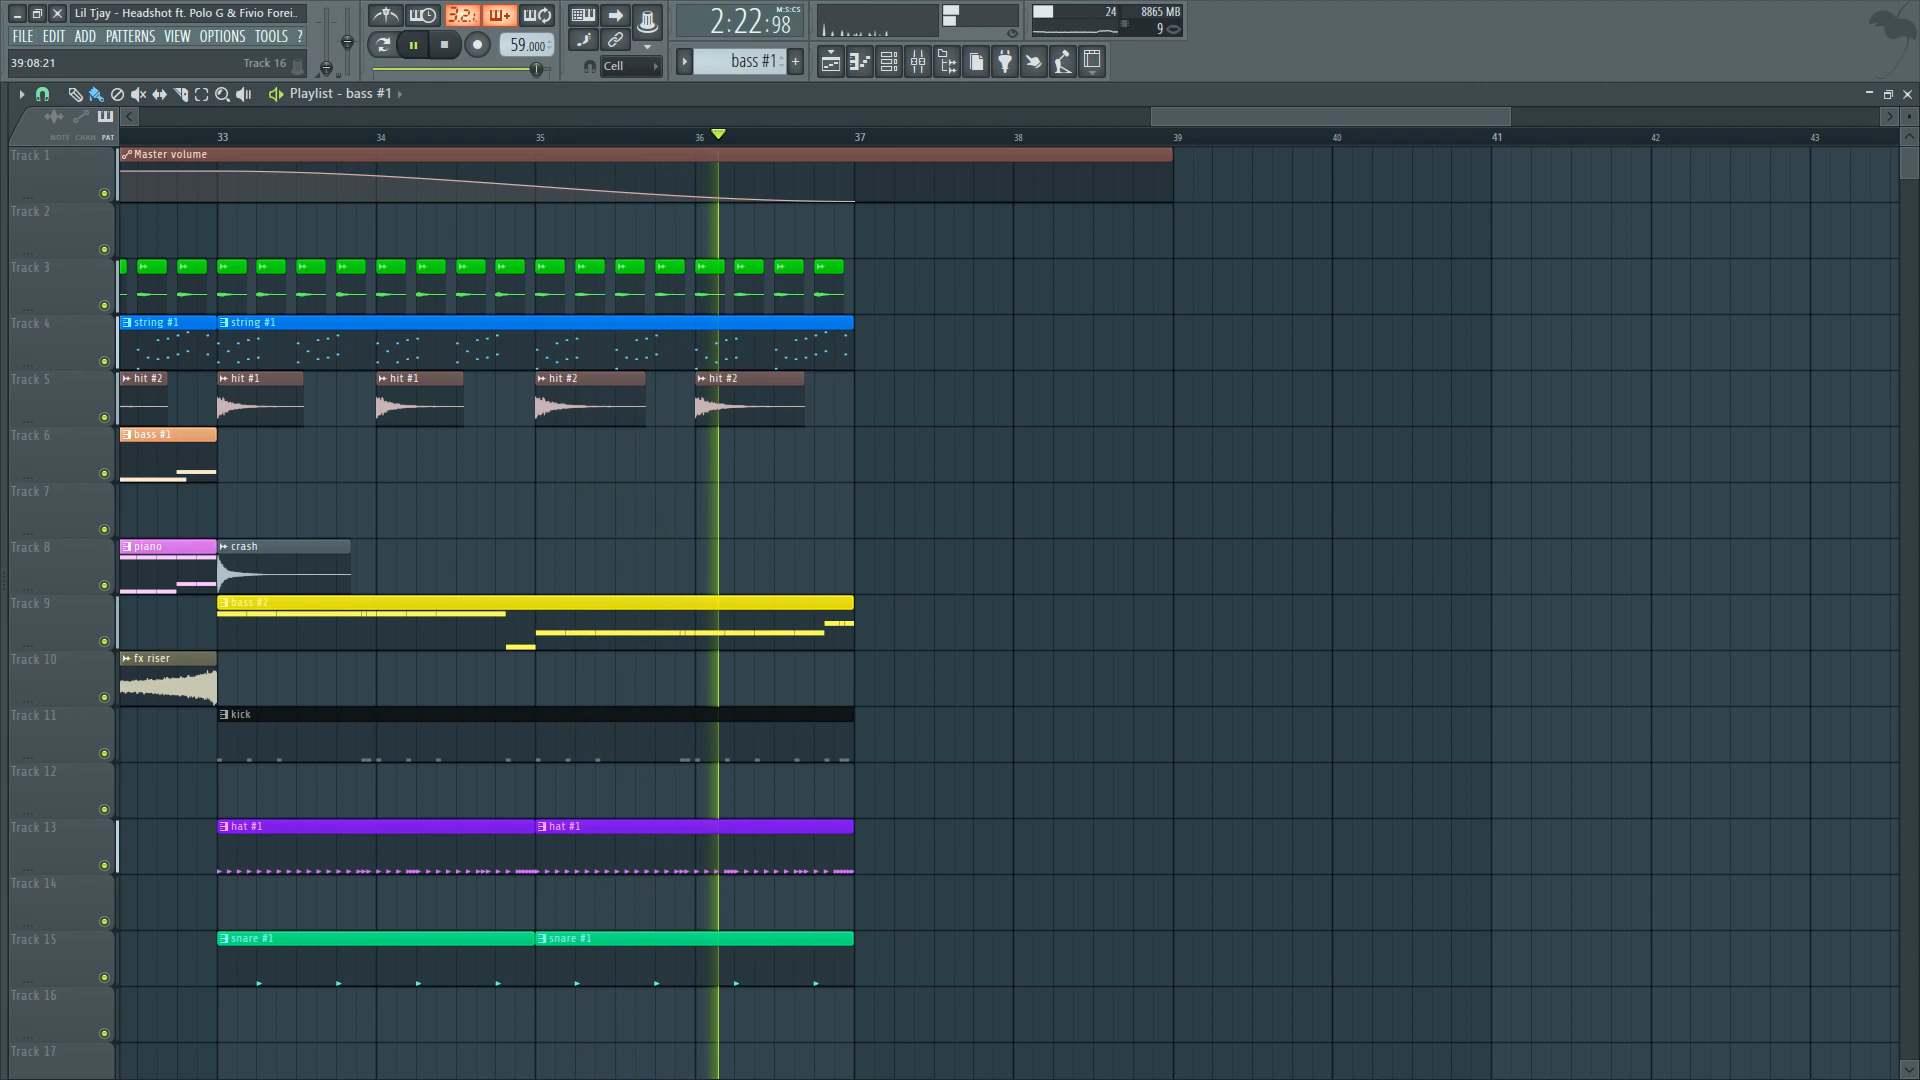 Lil Tjay - Headshot ft. Polo G & Fivio Forei..
FILE EDIT ADD PATTERNS VIEW OPTIONS TOOLS ?
39:08:21 Track 16
3.2
59.000
Cell
M:S:CS
2:22:98
bass #1
24 8865 MB
9
Playlist - bass #1
NOTE CHAN PAT
33 34 35 36 37 38 39 40 41 42 43
Track 1 Master volume
Track 2
Track 3
Track 4 string #1 string #1
Track 5 hit #2 hit #1 hit #1 hit #2 hit #2
Track 6 bass #1
Track 7
Track 8 piano crash
Track 9 bass #2
Track 10 fx riser
Track 11 kick
Track 12
Track 13 hat #1 hat #1
Track 14
Track 15 snare #1 snare #1
Track 16
Track 17